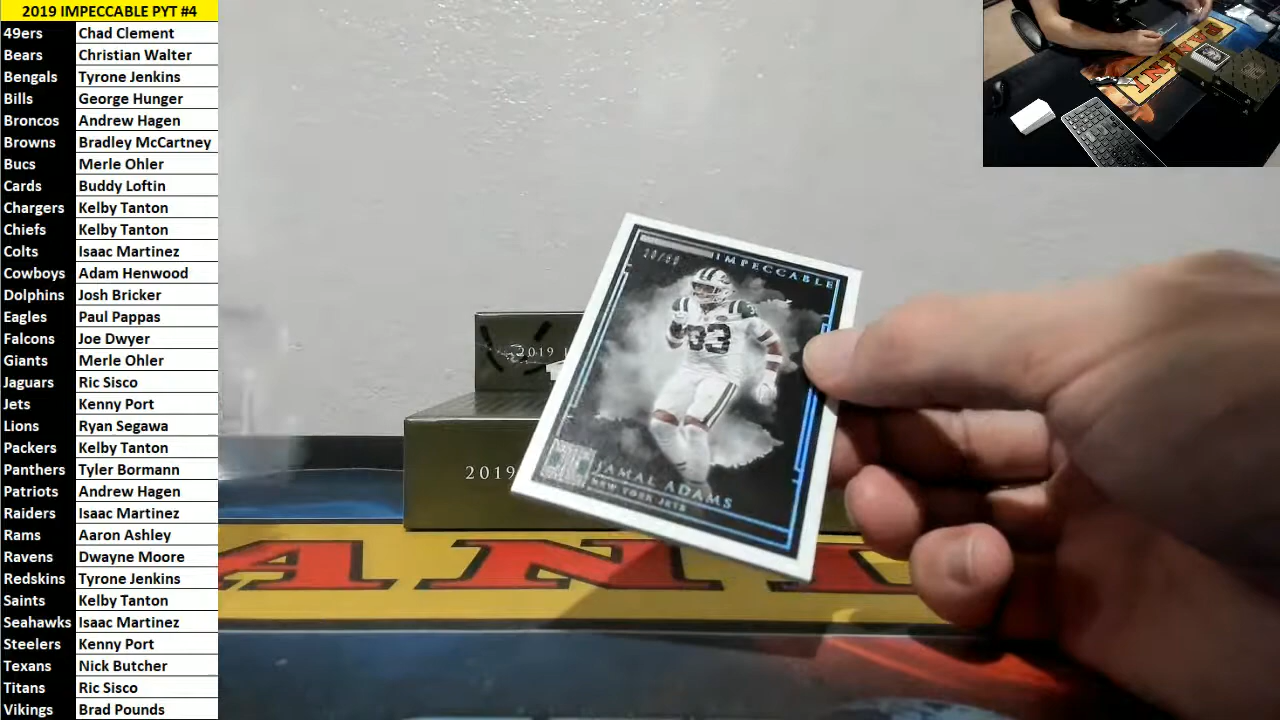 2019 IMPECCABLE PYT #4
49ers Chad Clement
Bears Christian Walter
Bengals Tyrone Jenkins
Bills George Hunger
Broncos Andrew Hagen
Browns Bradley McCartney
Bucs Merle Ohler
Cards Buddy Loftin
Chargers Kelby Tanton
Chiefs Kelby Tanton
Colts Isaac Martinez
Cowboys Adam Henwood
Dolphins Josh Bricker
Eagles Paul Pappas
Falcons Joe Dwyer
Giants Merle Ohler
Jaguars Ric Sisco
Jets Kenny Port
Lions Ryan Segawa
Packers Kelby Tanton
Panthers Tyler Bormann
Patriots Andrew Hagen
Raiders Isaac Martinez
Rams Aaron Ashley
Ravens Dwayne Moore
Redskins Tyrone Jenkins
Saints Kelby Tanton
Seahawks Isaac Martinez
Steelers Kenny Port
Texans Nick Butcher
Titans Ric Sisco
Vikings Brad Pounds
IMPECCABLE
33
JAMAL ADAMS
NEW YORK JETS
2019
2019
ANI
PANINI